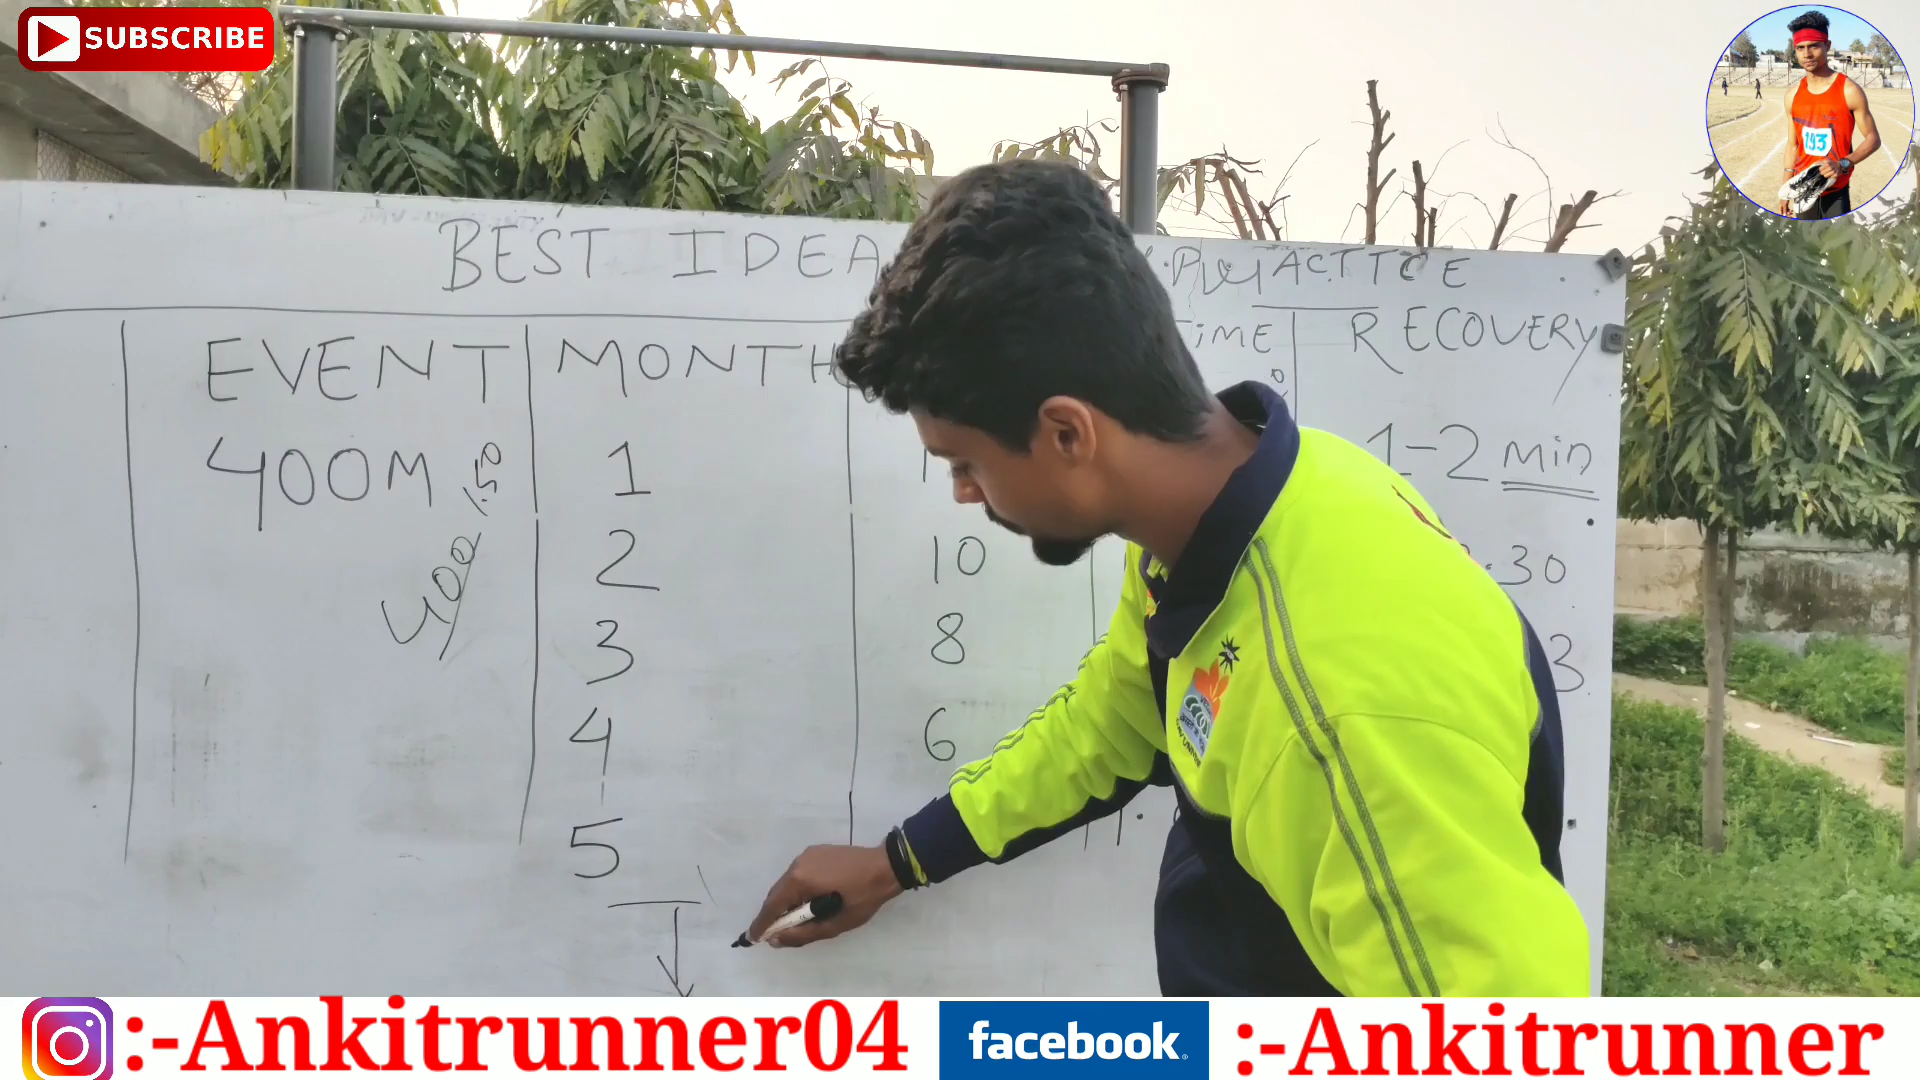 SUBSCRIBE
193
BEST IDEA PRACTICE
EVENT MONTH TIME RECOVERY
400M 1 1-2 min
400 1.50
2 10 .30
3 8 3
4 6
5
:-Ankitrunner04 facebook. :-Ankitrunner